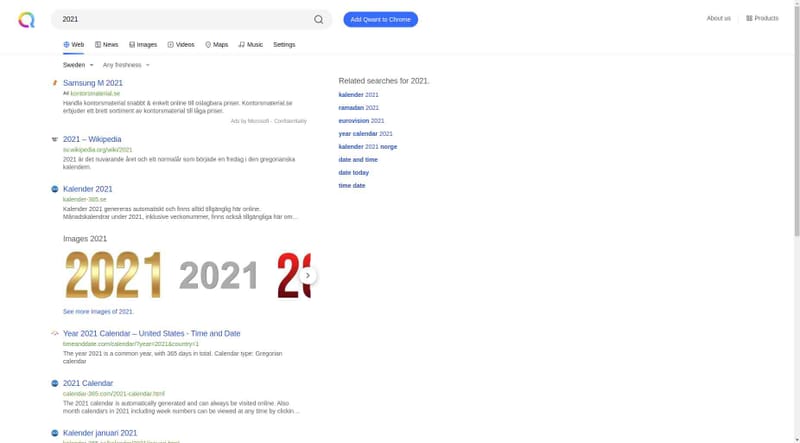 2021
Add Qwant to Chrome
About us
Products
Web
News
Images
Videos
Maps
Music
Settings
Sweden
Any freshness
Samsung M 2021
Ad kontorsmaterial.se
Handla kontorsmaterial snabbt & enkelt online till oslagbara priser. Kontorsmaterial.se
erbjuder ett brett sortiment av kontorsmaterial till låga priser.
Ads by Microsoft - Confidentiality
2021 – Wikipedia
sv.wikipedia.org/wiki/2021
2021 är det nuvarande året och ett normalår som började en fredag i den gregorianska
kalendern.
Kalender 2021
kalender-365.se
Kalender 2021 genereras automatiskt och finns alltid tillgänglig här online.
Månadskalendrar under 2021, inklusive veckonummer, finns också tillgängliga här om…
Images 2021
2021
2021
See more images of 2021.
Year 2021 Calendar – United States - Time and Date
timeanddate.com/calendar/?year=2021&country=1
The year 2021 is a common year, with 365 days in total. Calendar type: Gregorian
calendar
2021 Calendar
calendar-365.com/2021-calendar.html
The 2021 calendar is automatically generated and can always be visited online. Also
month calendars in 2021 including week numbers can be viewed at any time by clickin…
Kalender januari 2021
Related searches for 2021.
kalender 2021
ramadan 2021
eurovision 2021
year calendar 2021
kalender 2021 norge
date and time
date today
time date